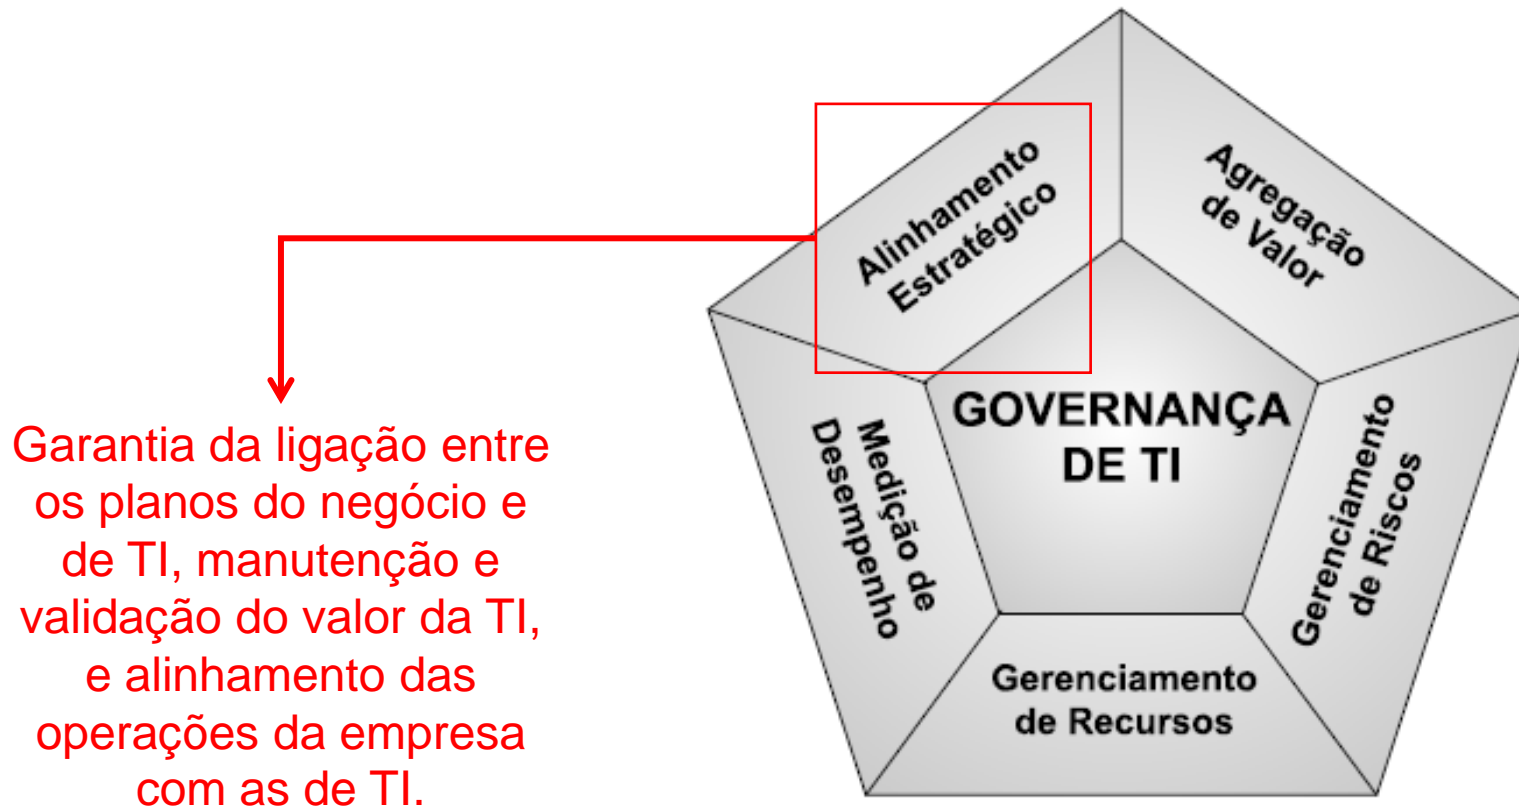 Alinhamento
Estratégico
Agregação
de Valor
GOVERNANÇA
DE TI
Medição de
Desempenho
Gerenciamento
de Riscos
Gerenciamento
de Recursos
Garantia da ligação entre
os planos do negócio e
de TI, manutenção e
validação do valor da TI,
e alinhamento das
operações da empresa
com as de TI.